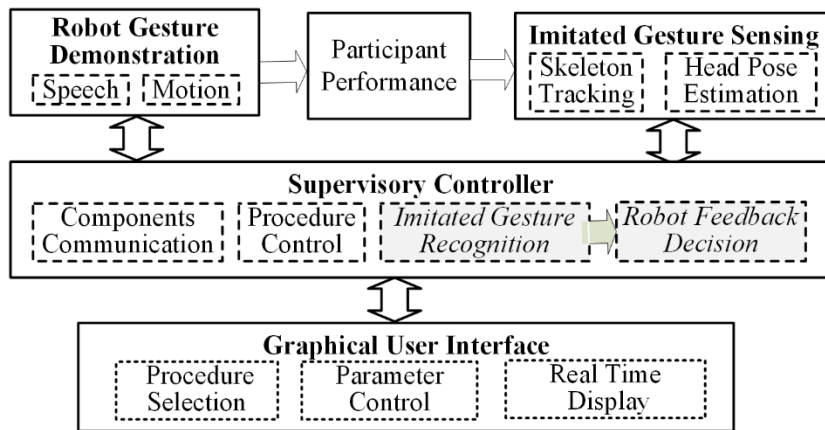 Robot Gesture
Demonstration
Speech
Motion
Participant
Performance
Imitated Gesture Sensing
Skeleton
Tracking
Head Pose
Estimation
Supervisory Controller
Components
Communication
Procedure
Control
Imitated Gesture
Recognition
Robot Feedback
Decision
Graphical User Interface
Procedure
Selection
Parameter
Control
Real Time
Display